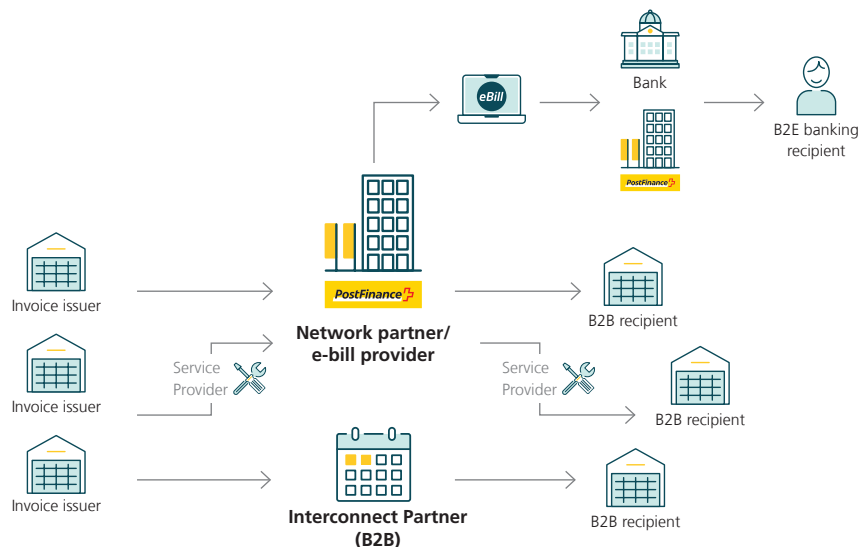 eBill
Bank
B2E banking
recipient
PostFinance
Invoice issuer
PostFinance
B2B recipient
Network partner/
e-bill provider
Service
Provider
Service
Provider
Invoice issuer
B2B recipient
Invoice issuer
Interconnect Partner
(B2B)
B2B recipient